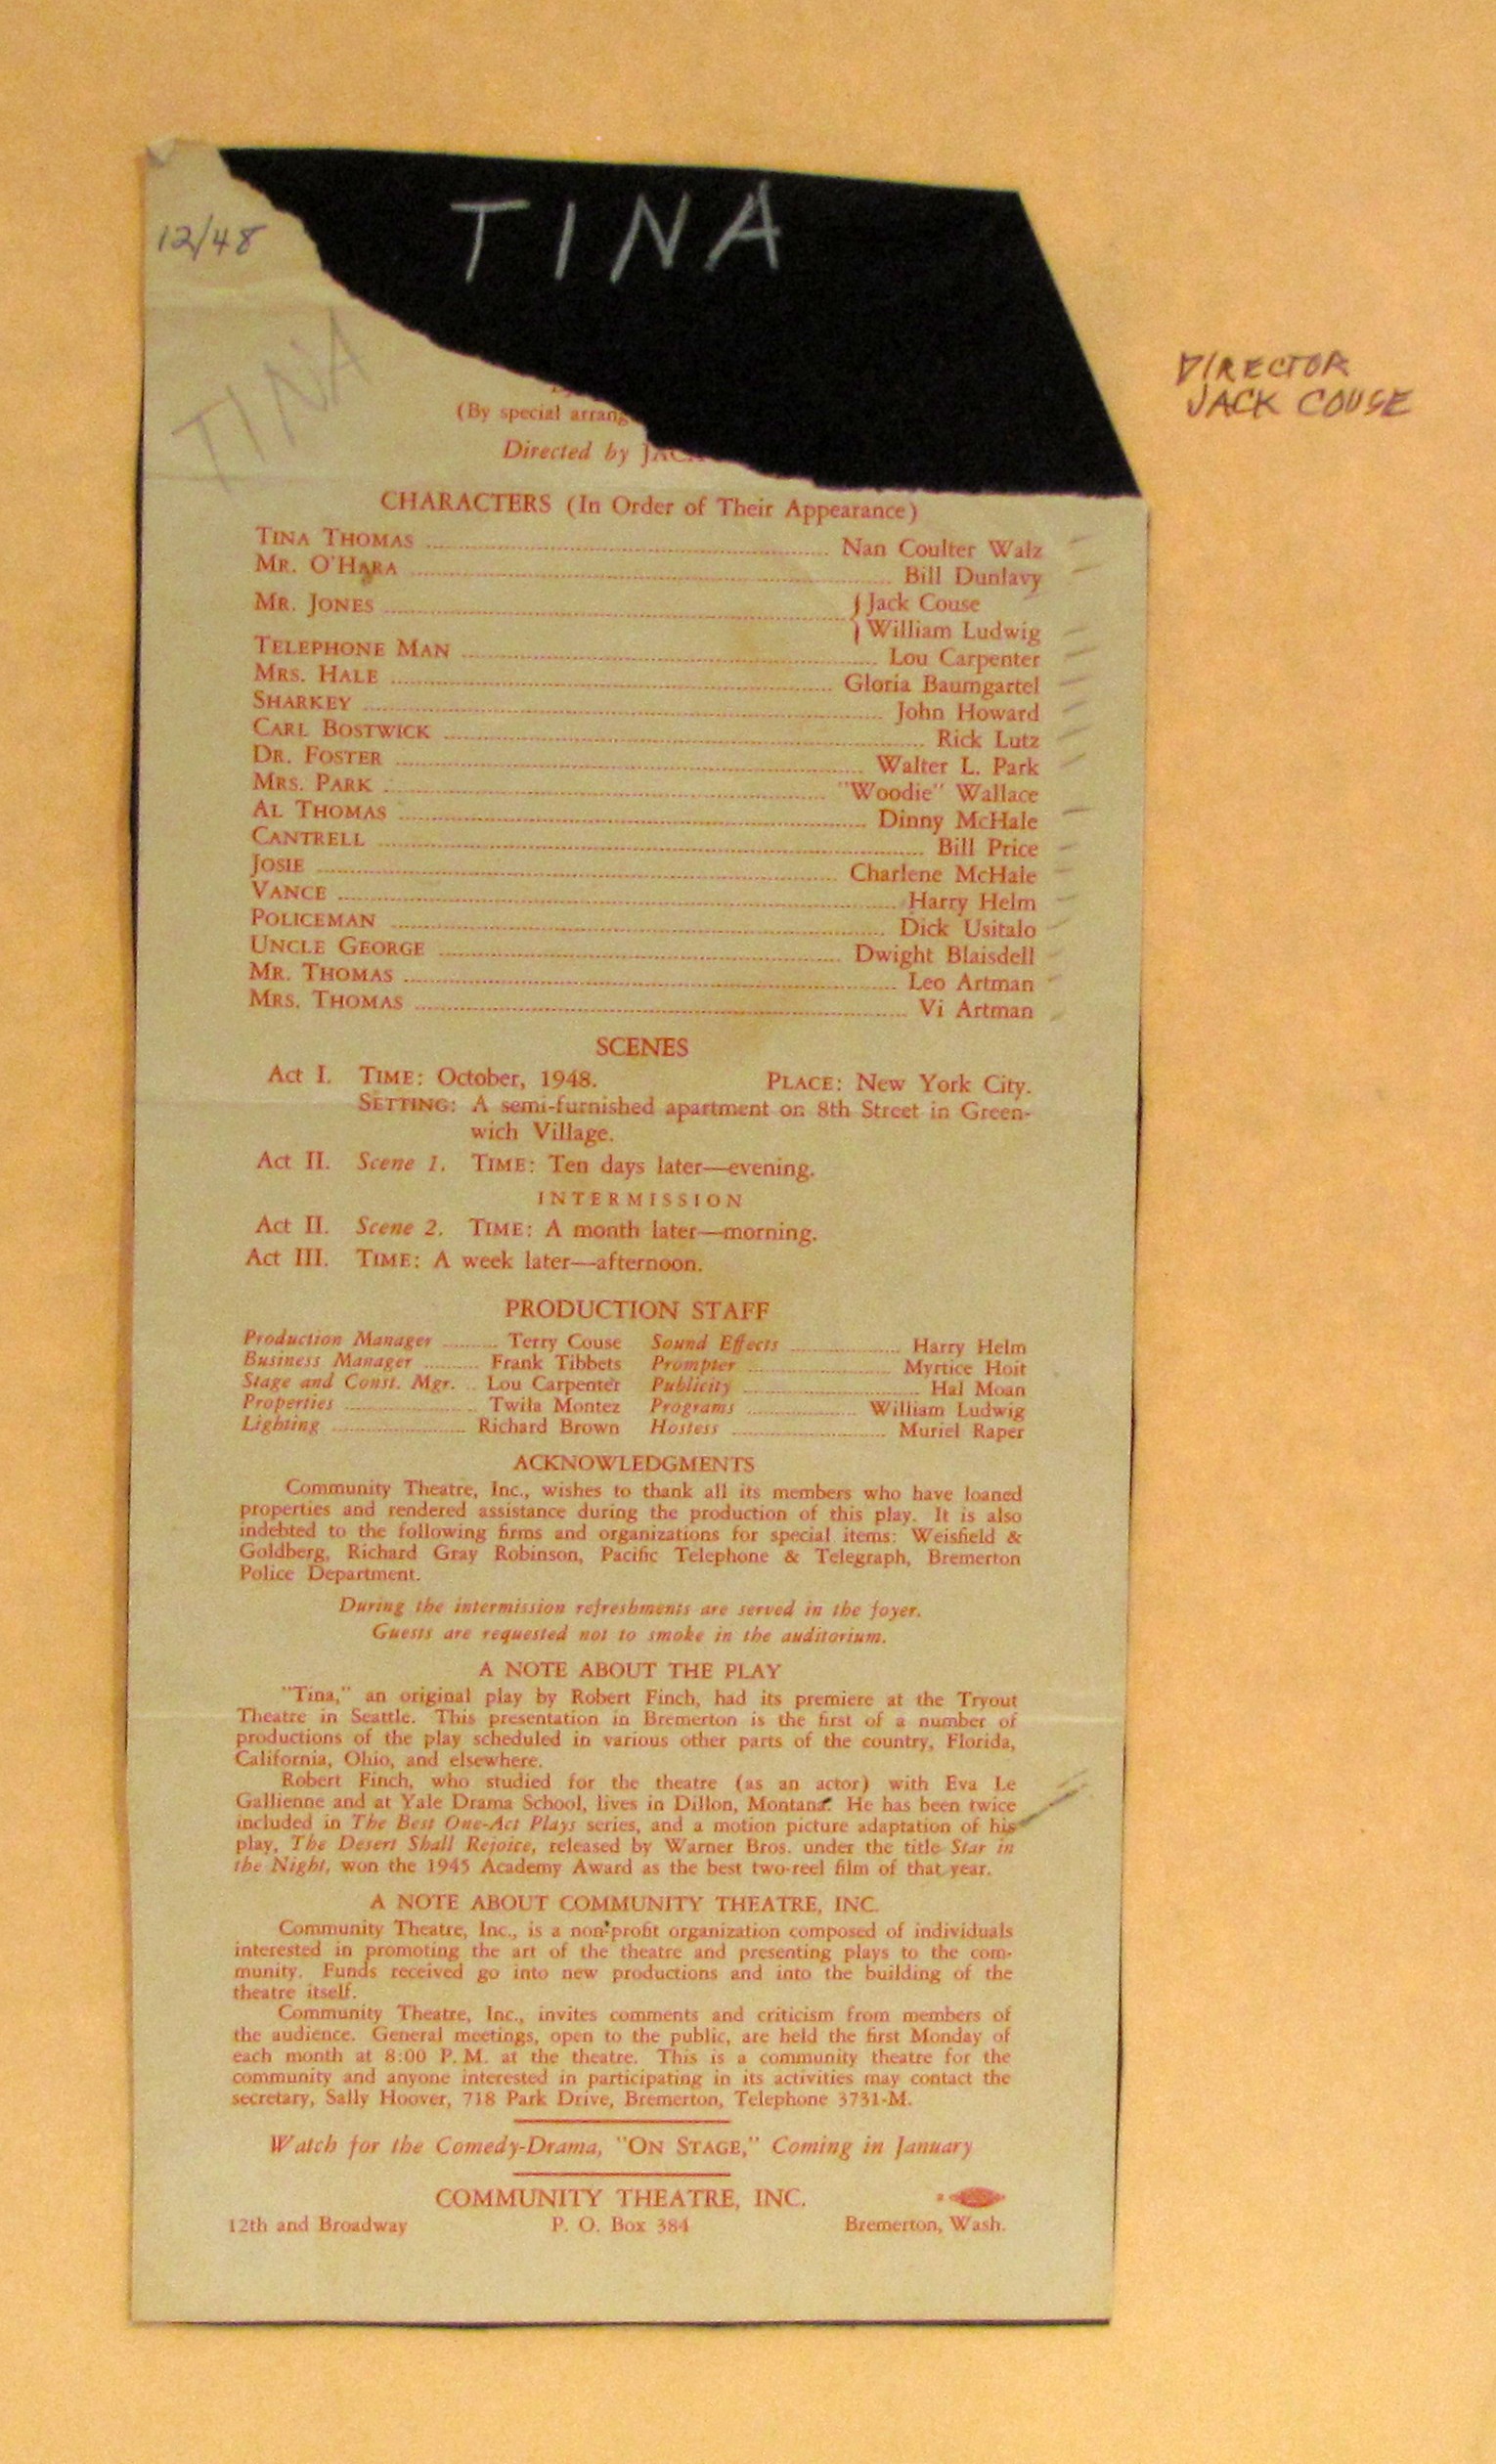 TINA
12/48
TINA
DIRECTOR
JACK COUSE
(By special arrang
Directed by JACK
CHARACTERS (In Order of Their Appearance)
TINA THOMAS Nan Coulter Walz
MR. O'HARA Bill Dunlavy
MR. JONES { Jack Couse
} William Ludwig
TELEPHONE MAN Lou Carpenter
MRS. HALE Gloria Baumgartel
SHARKEY John Howard
CARL BOSTWICK Rick Lutz
DR. FOSTER Walter L. Park
MRS. PARK "Woodie" Wallace
AL THOMAS Dinny McHale
CANTRELL Bill Price
JOSIE Charlene McHale
VANCE Harry Helm
POLICEMAN Dick Usitalo
UNCLE GEORGE Dwight Blaisdell
MR. THOMAS Leo Artman
MRS. THOMAS Vi Artman
SCENES
Act I. TIME: October, 1948. PLACE: New York City.
SETTING: A semi-furnished apartment on 8th Street in Green-
wich Village.
Act II. Scene 1. TIME: Ten days later—evening.
INTERMISSION
Act II. Scene 2. TIME: A month later—morning.
Act III. TIME: A week later—afternoon.
PRODUCTION STAFF
Production Manager Terry Couse Sound Effects Harry Helm
Business Manager Frank Tibbets Prompter Myrtice Hoit
Stage and Const. Mgr. Lou Carpenter Publicity Hal Moan
Properties Twila Montez Programs William Ludwig
Lighting Richard Brown Hostess Muriel Raper
ACKNOWLEDGMENTS
Community Theatre, Inc., wishes to thank all its members who have loaned
properties and rendered assistance during the production of this play. It is also
indebted to the following firms and organizations for special items: Weisfield &
Goldberg, Richard Gray Robinson, Pacific Telephone & Telegraph, Bremerton
Police Department.
During the intermission refreshments are served in the foyer.
Guests are requested not to smoke in the auditorium.
A NOTE ABOUT THE PLAY
"Tina," an original play by Robert Finch, had its premiere at the Tryout
Theatre in Seattle. This presentation in Bremerton is the first of a number of
productions of the play scheduled in various other parts of the country, Florida,
California, Ohio, and elsewhere.
Robert Finch, who studied for the theatre (as an actor) with Eva Le
Gallienne and at Yale Drama School, lives in Dillon, Montana. He has been twice
included in The Best One-Act Plays series, and a motion picture adaptation of his
play, The Desert Shall Rejoice, released by Warner Bros. under the title Star in
the Night, won the 1945 Academy Award as the best two-reel film of that year.
A NOTE ABOUT COMMUNITY THEATRE, INC.
Community Theatre, Inc., is a non-profit organization composed of individuals
interested in promoting the art of the theatre and presenting plays to the com-
munity. Funds received go into new productions and into the building of the
theatre itself.
Community Theatre, Inc., invites comments and criticism from members of
the audience. General meetings, open to the public, are held the first Monday of
each month at 8:00 P. M. at the theatre. This is a community theatre for the
community and anyone interested in participating in its activities may contact the
secretary, Sally Hoover, 718 Park Drive, Bremerton, Telephone 3731-M.
Watch for the Comedy-Drama, "ON STAGE," Coming in January
COMMUNITY THEATRE, INC.
12th and Broadway P. O. Box 384 Bremerton, Wash.